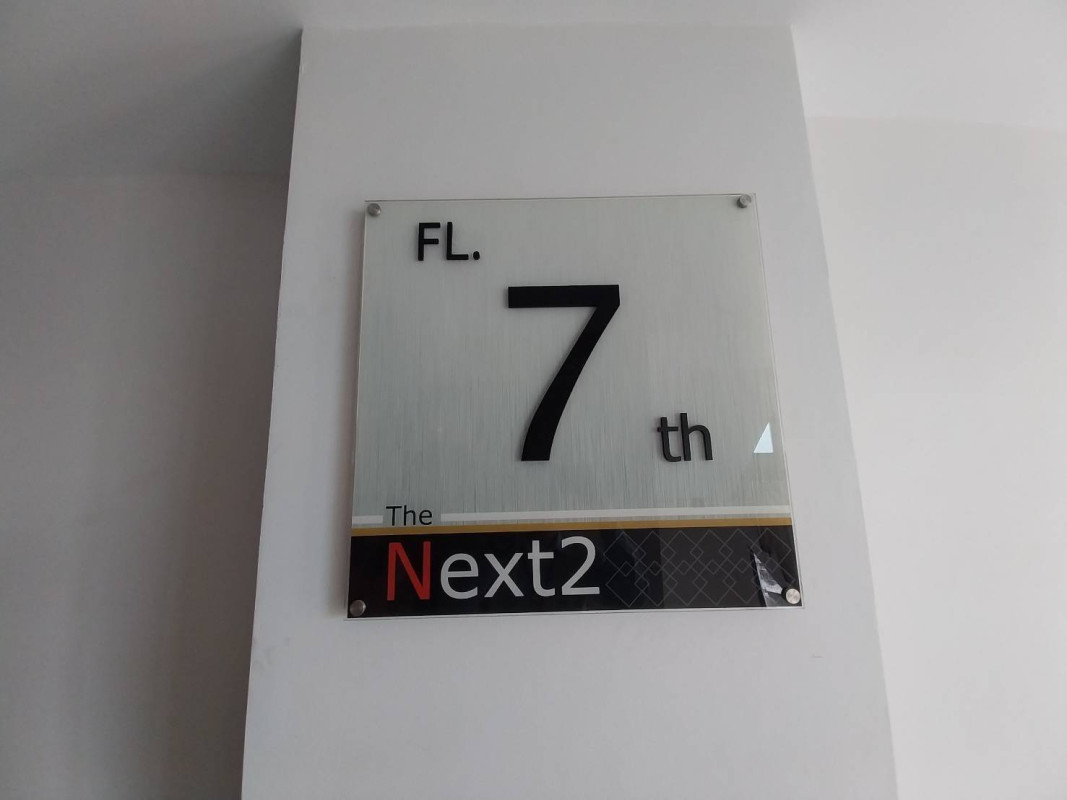 FL.
7 th
The
Next2